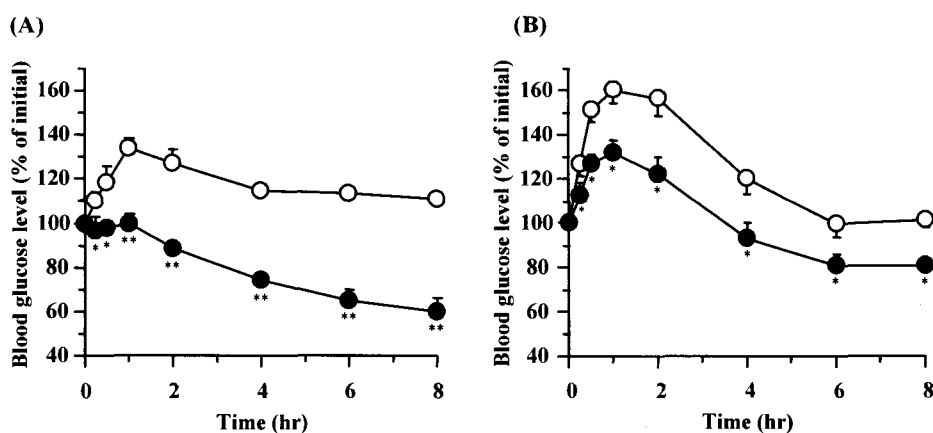 (A)
(B)
Blood glucose level (% of initial)
160
140
120
100
80
60
40
* * ** ** ** ** **
0 2 4 6 8
Time (hr)
Blood glucose level (% of initial)
160
140
120
100
80
60
40
* * * * * * *
0 2 4 6 8
Time (hr)